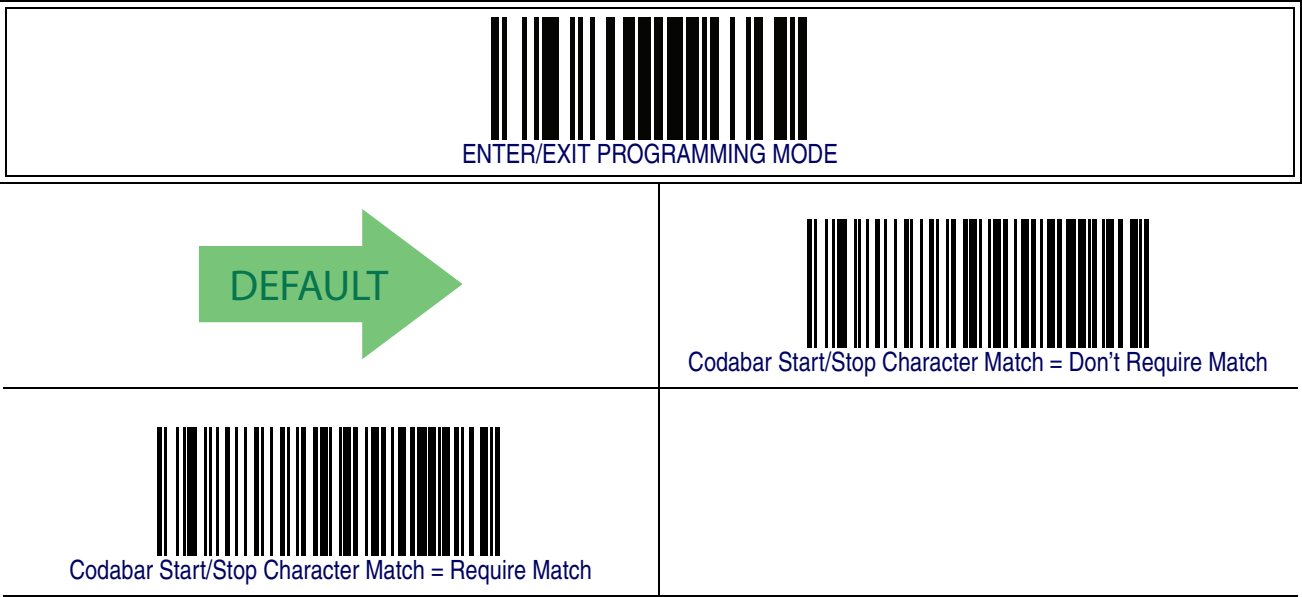 ENTER/EXIT PROGRAMMING MODE
DEFAULT
Codabar Start/Stop Character Match = Don't Require Match
Codabar Start/Stop Character Match = Require Match